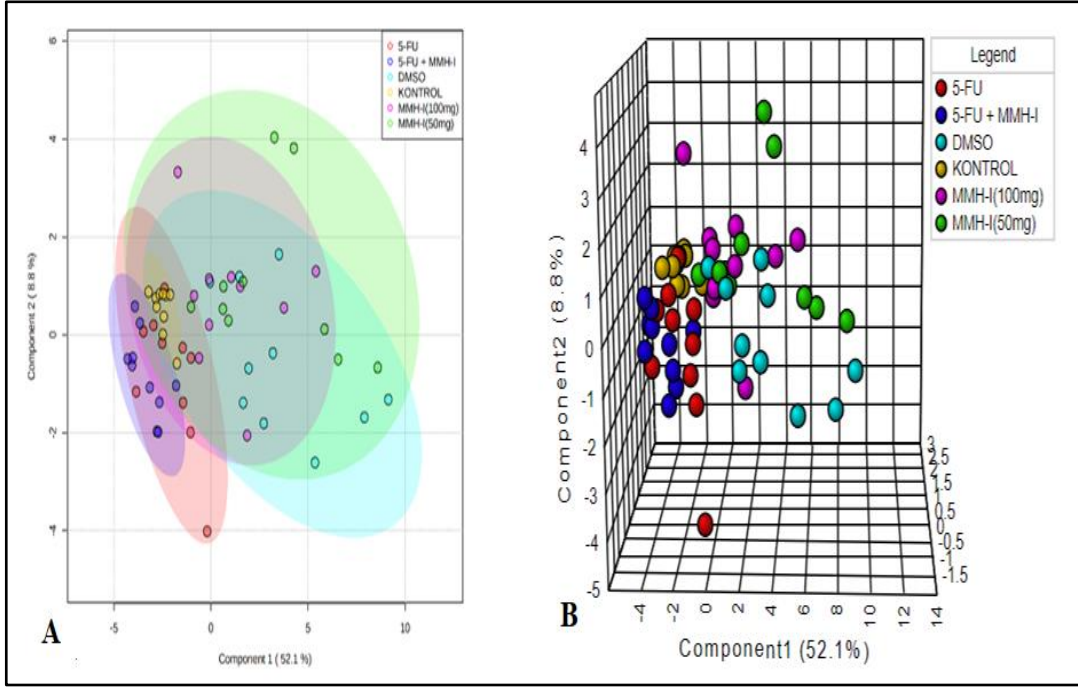 5-FU
5-FU + MMH-I
DMSO
KONTROL
MMH-I(100mg)
MMH-I(50mg)
6
4
2
0
-2
-4
Component 2 ( 8.8 %)
-5
0
5
10
Component 1 ( 52.1 %)
A
Legend
5-FU
5-FU + MMH-I
DMSO
KONTROL
MMH-I(100mg)
MMH-I(50mg)
4
3
2
1
0
-1
-2
-3
-4
-5
Component2 (8.8%)
3
2.5
2
1.5
1
0.5
0
-0.5
-1
-1.5
-4
-2
0
2
4
6
8
10
12
14
Component1 (52.1%)
B